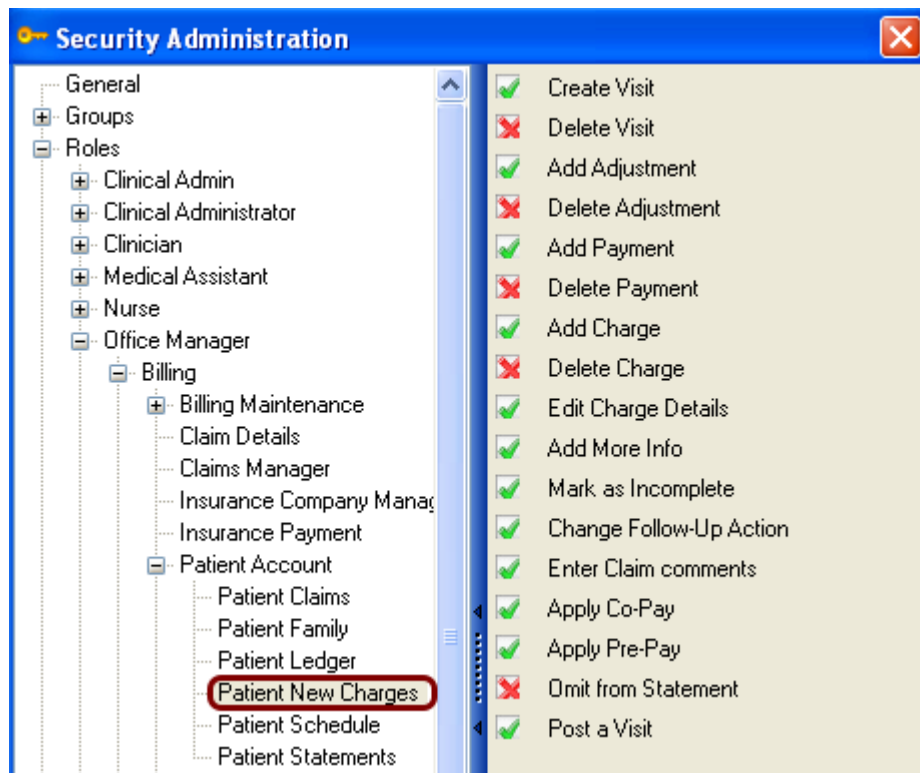 Security Administration
General
Groups
Roles
Clinical Admin
Clinical Administrator
Clinician
Medical Assistant
Nurse
Office Manager
Billing
Billing Maintenance
Claim Details
Claims Manager
Insurance Company Manag
Insurance Payment
Patient Account
Patient Claims
Patient Family
Patient Ledger
Patient New Charges
Patient Schedule
Patient Statements
Create Visit
Delete Visit
Add Adjustment
Delete Adjustment
Add Payment
Delete Payment
Add Charge
Delete Charge
Edit Charge Details
Add More Info
Mark as Incomplete
Change Follow-Up Action
Enter Claim comments
Apply Co-Pay
Apply Pre-Pay
Omit from Statement
Post a Visit